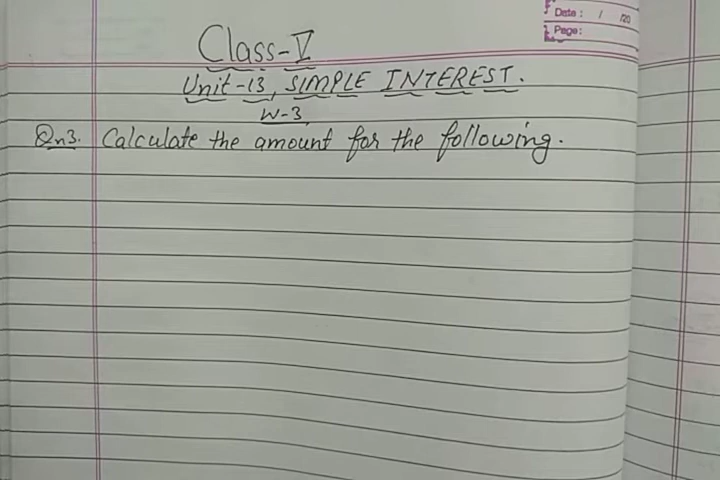 Date : / /20
Page:
Class-V
Unit-13, SIMPLE INTEREST.
W-3
Qn3. Calculate the amount for the following.